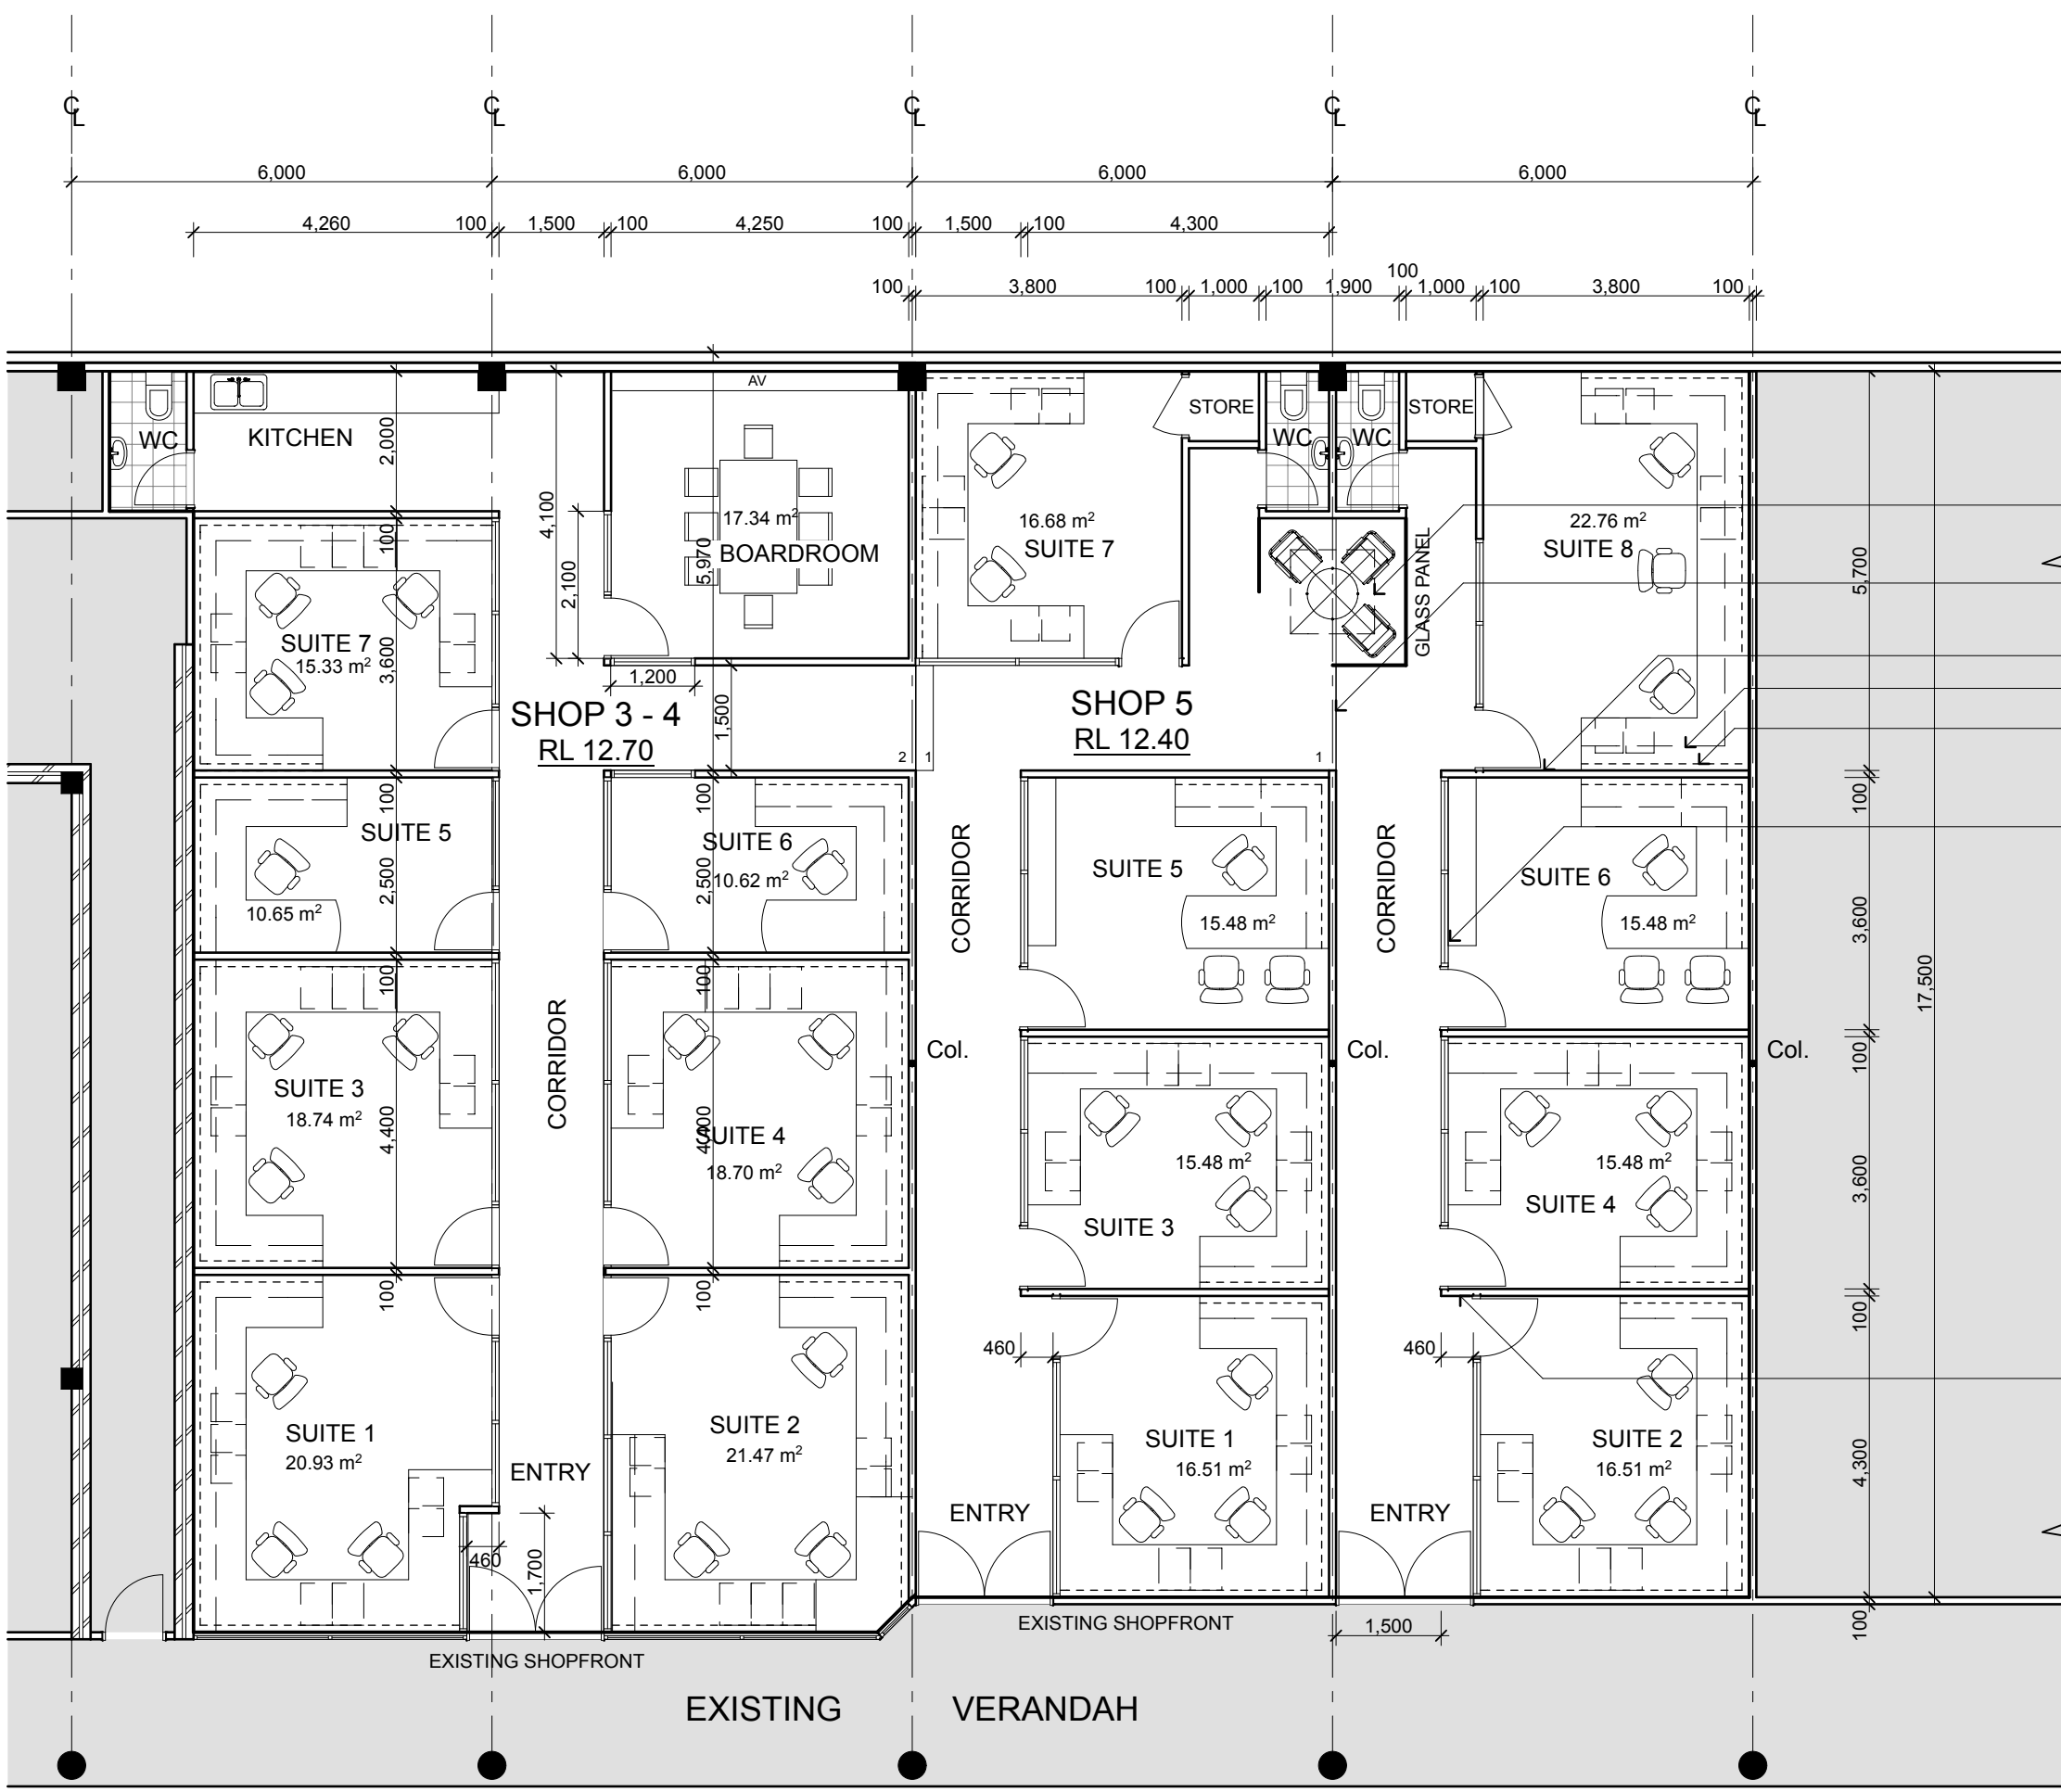 ℄ ℄ ℄ ℄ ℄
6,000 6,000 6,000 6,000
4,260 100 1,500 100 4,250 100 1,500 100 4,300
100
100 3,800 100 1,000 100 1,900 1,000 100 3,800 100
AV
WC
KITCHEN
2,000
4,100
2,100
100
17.34 m²
BOARDROOM
5,970
16.68 m²
SUITE 7
STORE
WC
WC
STORE
GLASS PANEL
22.76 m²
SUITE 8
5,700
SUITE 7
15.33 m²
3,600
1,200
1,500
SHOP 3 - 4
RL 12.70
2 1
SHOP 5
RL 12.40
1
100
SUITE 5
2,500
10.65 m²
100
SUITE 6
2,500
10.62 m²
CORRIDOR
SUITE 5
15.48 m²
CORRIDOR
SUITE 6
15.48 m²
100
3,600
17,500
100
SUITE 3
18.74 m²
4,400
CORRIDOR
100
SUITE 4
18.70 m²
Col.
15.48 m²
SUITE 3
Col.
15.48 m²
SUITE 4
Col.
100
3,600
100
100
460
460
100
SUITE 1
20.93 m²
ENTRY
SUITE 2
21.47 m²
ENTRY
SUITE 1
16.51 m²
ENTRY
SUITE 2
16.51 m²
4,300
460
1,700
EXISTING SHOPFRONT
EXISTING SHOPFRONT
1,500
100
EXISTING VERANDAH